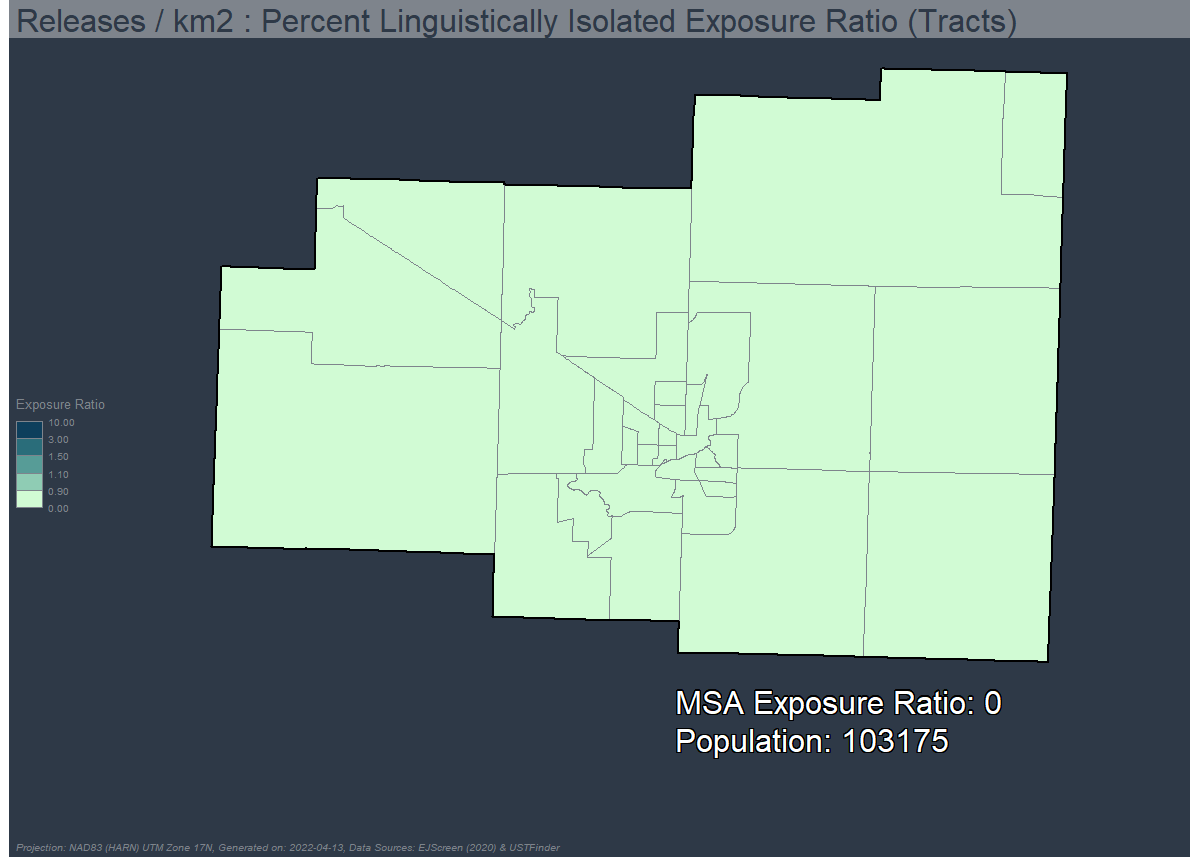 Releases / km2 : Percent Linguistically Isolated Exposure Ratio (Tracts)
Exposure Ratio
10.00
3.00
1.50
1.10
0.90
0.00
MSA Exposure Ratio: 0
Population: 103175
Projection: NAD83 (HARN) UTM Zone 17N, Generated on: 2022-04-13, Data Sources: EJScreen (2020) & USTFinder